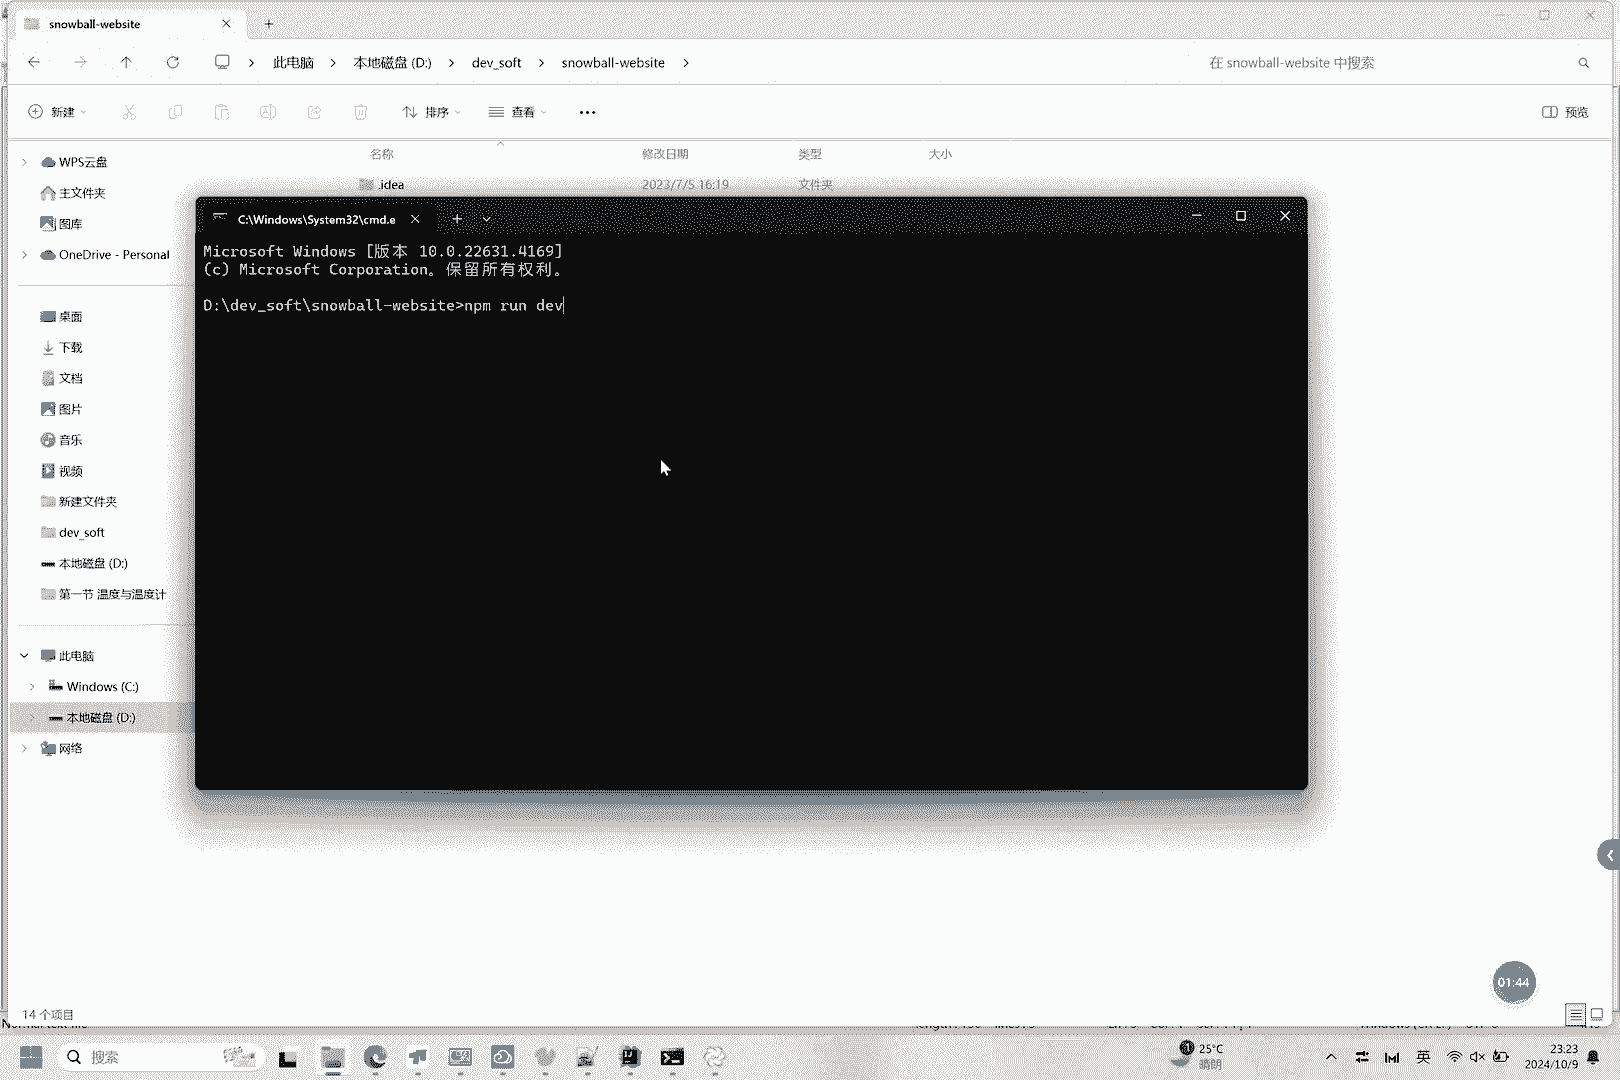 snowball-website
此电脑 本地磁盘 (D:) dev_soft snowball-website
在 snowball-website 中搜索
新建 排序 查看 ... 预览
名称 修改日期 类型 大小
.idea 2023/7/5 16:19 文件夹
WPS云盘
主文件夹
图库
OneDrive - Personal
桌面
下载
文档
图片
音乐
视频
新建文件夹
dev_soft
本地磁盘 (D:)
第一节 温度与温度计
此电脑
Windows (C:)
本地磁盘 (D:)
网络
C:\Windows\System32\cmd.e
Microsoft Windows [版本 10.0.22631.4169]
(c) Microsoft Corporation。保留所有权利。
D:\dev_soft\snowball-website>npm run dev
01:44
14 个项目
搜索
25°C
晴朗
英
23:23
2024/10/9